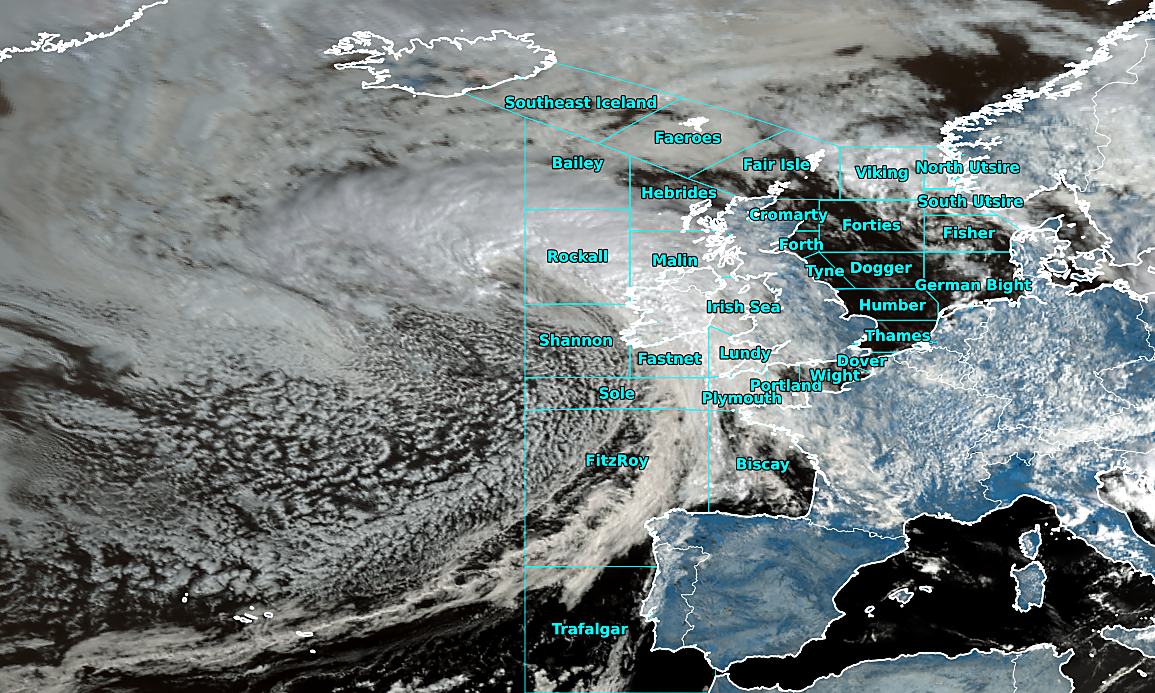 Southeast Iceland
Faeroes
Bailey
Fair Isle
Viking
North Utsire
Hebrides
South Utsire
Cromarty
Forties
Fisher
Forth
Rockall
Malin
Tyne
Dogger
German Bight
Irish Sea
Humber
Thames
Shannon
Fastnet
Lundy
Dover
Wight
Portland
Sole
Plymouth
FitzRoy
Biscay
Trafalgar